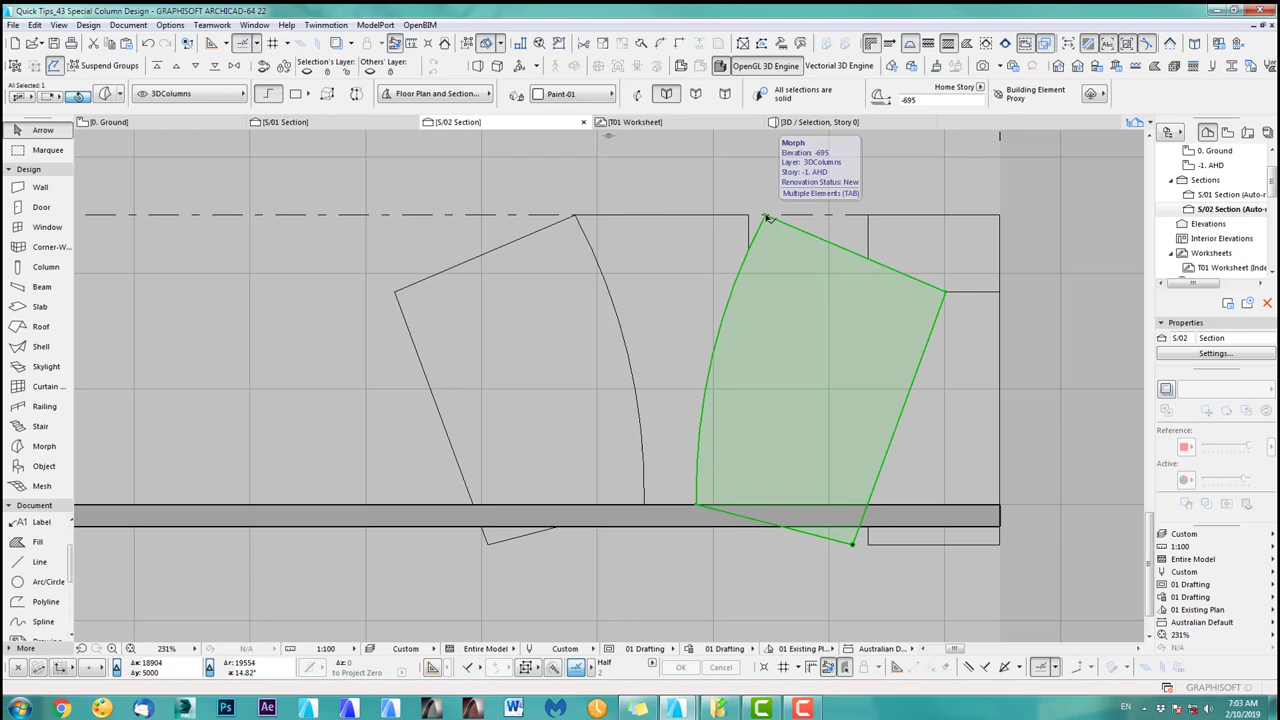 Quick Tips_43 Special Column Design - GRAPHISOFT ARCHICAD-64 22
File Edit View Design Document Options Teamwork Window Help Twinmotion ModelPort OpenBIM
Suspend Groups
Selection's Layer:
Others' Layer:
OpenGL 3D Engine
Vectorial 3D Engine
All Selected: 1
3DColumns
Floor Plan and Section...
Paint-01
All selections are
solid
Home Story
-695
Building Element
Proxy
[0. Ground]
[S/01 Section]
[S/02 Section]
[T01 Worksheet]
[3D / Selection, Story 0]
Arrow
Marquee
Design
Wall
Door
Window
Corner-W
Column
Beam
Slab
Roof
Shell
Skylight
Curtain
Railing
Stair
Morph
Object
Mesh
Document
Label
Fill
Line
Arc/Circle
Polyline
Spline
More
Morph
Elevation: -695
Layer: 3DColumns
Story: -1. AHD
Renovation Status: New
Multiple Elements (TAB)
0. Ground
-1. AHD
Sections
S/01 Section (Auto-r
S/02 Section (Auto-
Elevations
Interior Elevations
Worksheets
T01 Worksheet (Inde
Properties
S/02 Section
Settings...
N/A
Reference:
Active:
Custom
1:100
Entire Model
Custom
01 Drafting
01 Drafting
01 Existing Plan
Australian Default
231%
N/A
231%
1:100
Custom
Entire Model
Custom
01 Drafting
01 Drafting
01 Existing P...
Australian D...
Δx: 18904
Δy: 5000
Δr: 19554
a: 14.82°
Δz: 0
to Project Zero
Half
2
OK
Cancel
GRAPHISOFT ID
EN
7:03 AM
2/10/2019